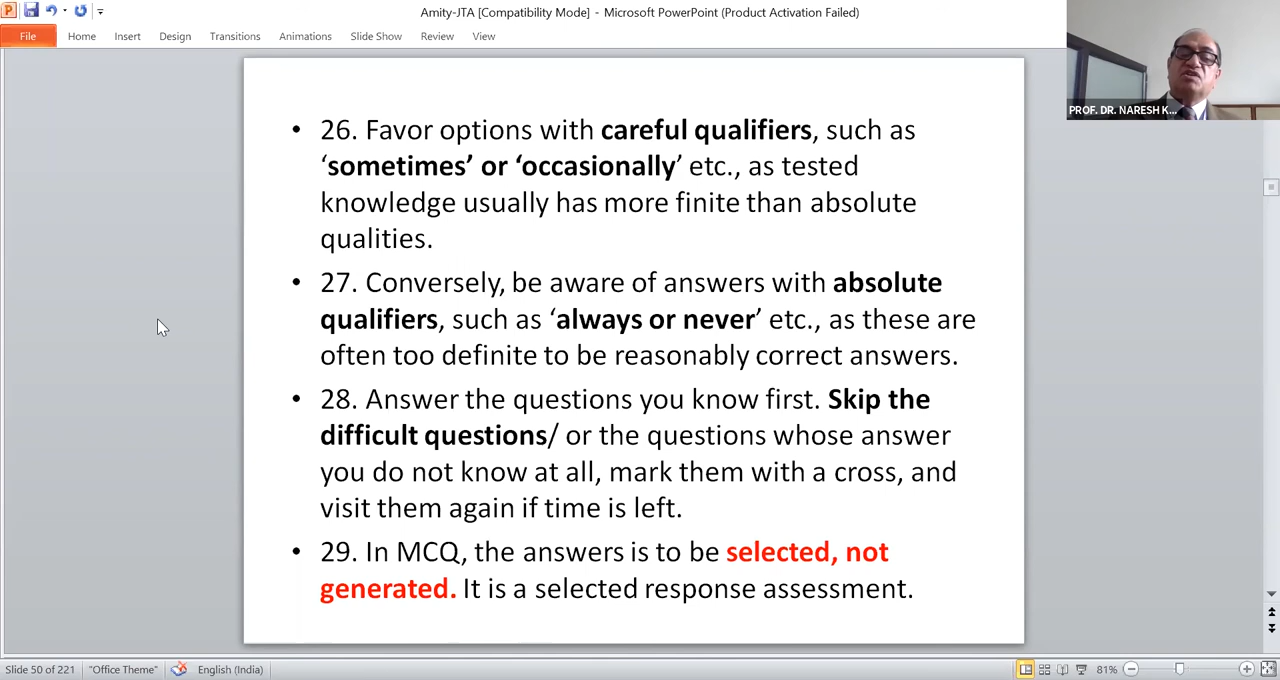 Amity-JTA [Compatibility Mode] - Microsoft PowerPoint (Product Activation Failed)
File Home Insert Design Transitions Animations Slide Show Review View
PROF. DR. NARESH K...
• 26. Favor options with careful qualifiers, such as
‘sometimes’ or ‘occasionally’ etc., as tested
knowledge usually has more finite than absolute
qualities.
• 27. Conversely, be aware of answers with absolute
qualifiers, such as ‘always or never’ etc., as these are
often too definite to be reasonably correct answers.
• 28. Answer the questions you know first. Skip the
difficult questions/ or the questions whose answer
you do not know at all, mark them with a cross, and
visit them again if time is left.
• 29. In MCQ, the answers is to be selected, not
generated. It is a selected response assessment.
Slide 50 of 221 "Office Theme" English (India) 81%